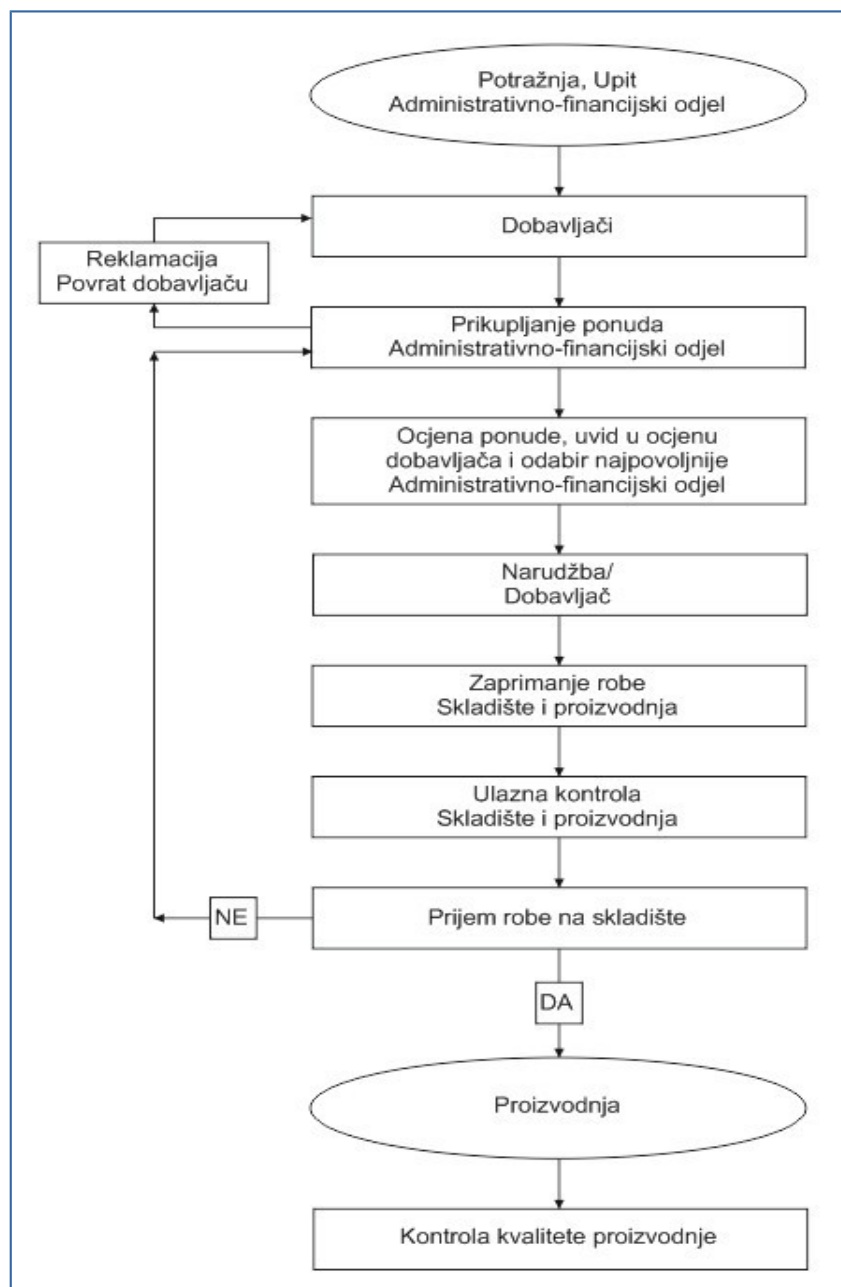 Potražnja, Upit
Administrativno-financijski odjel
Dobavljači
Reklamacija
Povrat dobavljaču
Prikupljanje ponuda
Administrativno-financijski odjel
Ocjena ponude, uvid u ocjenu
dobavljača i odabir najpovoljnije
Administrativno-financijski odjel
Narudžba/
Dobavljač
Zaprimanje robe
Skladište i proizvodnja
Ulazna kontrola
Skladište i proizvodnja
NE
Prijem robe na skladište
DA
Proizvodnja
Kontrola kvalitete proizvodnje